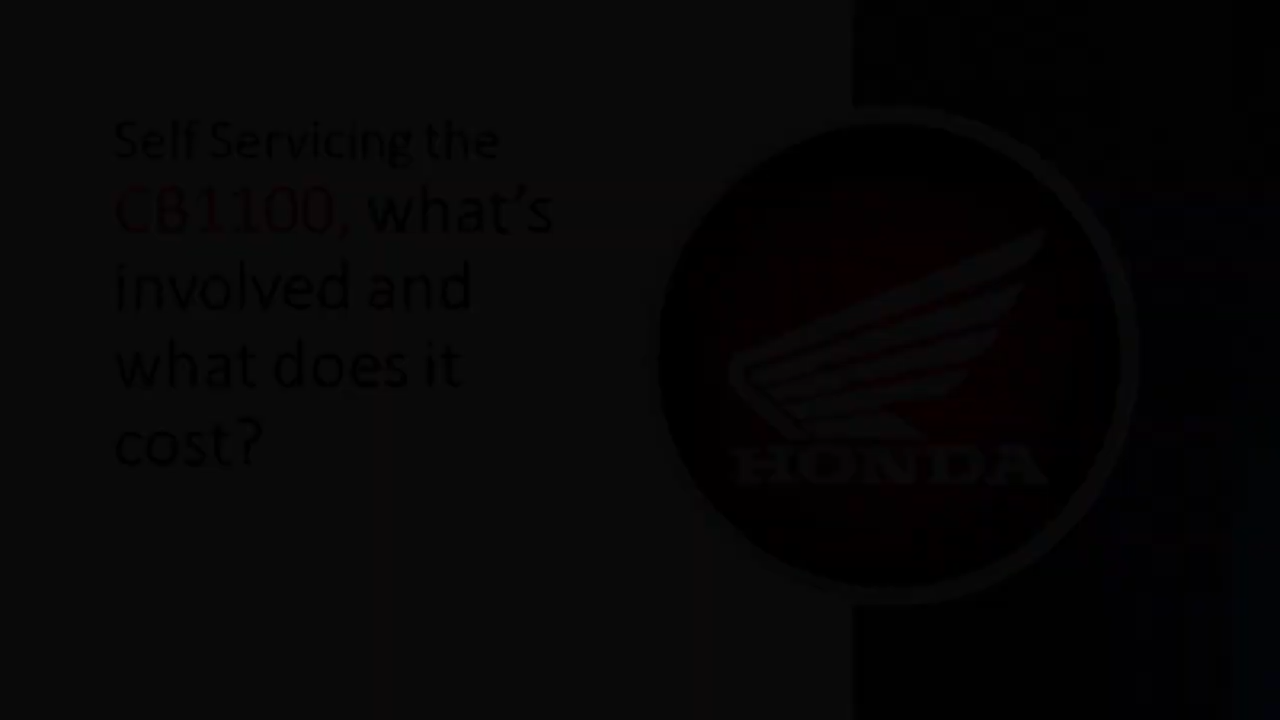 Self Servicing the
CB1100, what's
involved and
what does it
cost?
HONDA